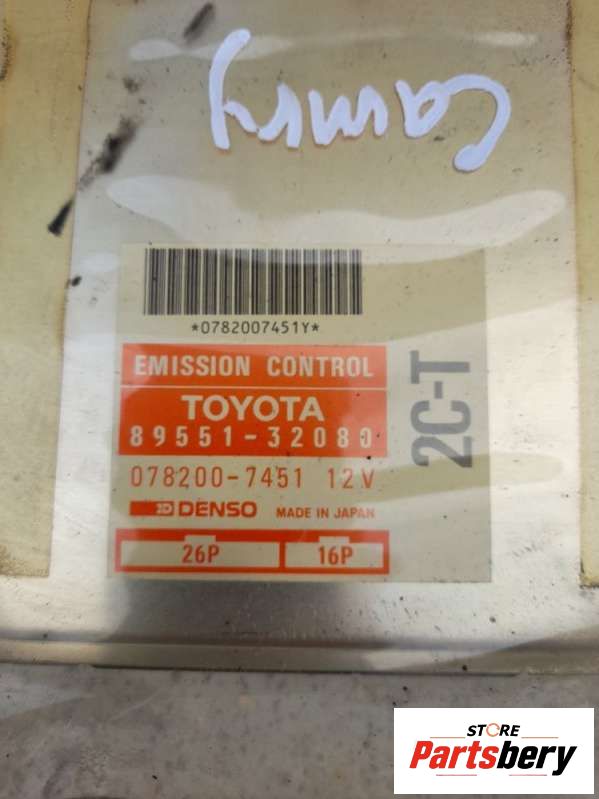 Camry
*0782007451Y*
EMISSION CONTROL
TOYOTA
89551-32080
2C-T
078200-7451 12V
DENSO MADE IN JAPAN
26P 16P
STORE
Partsbery